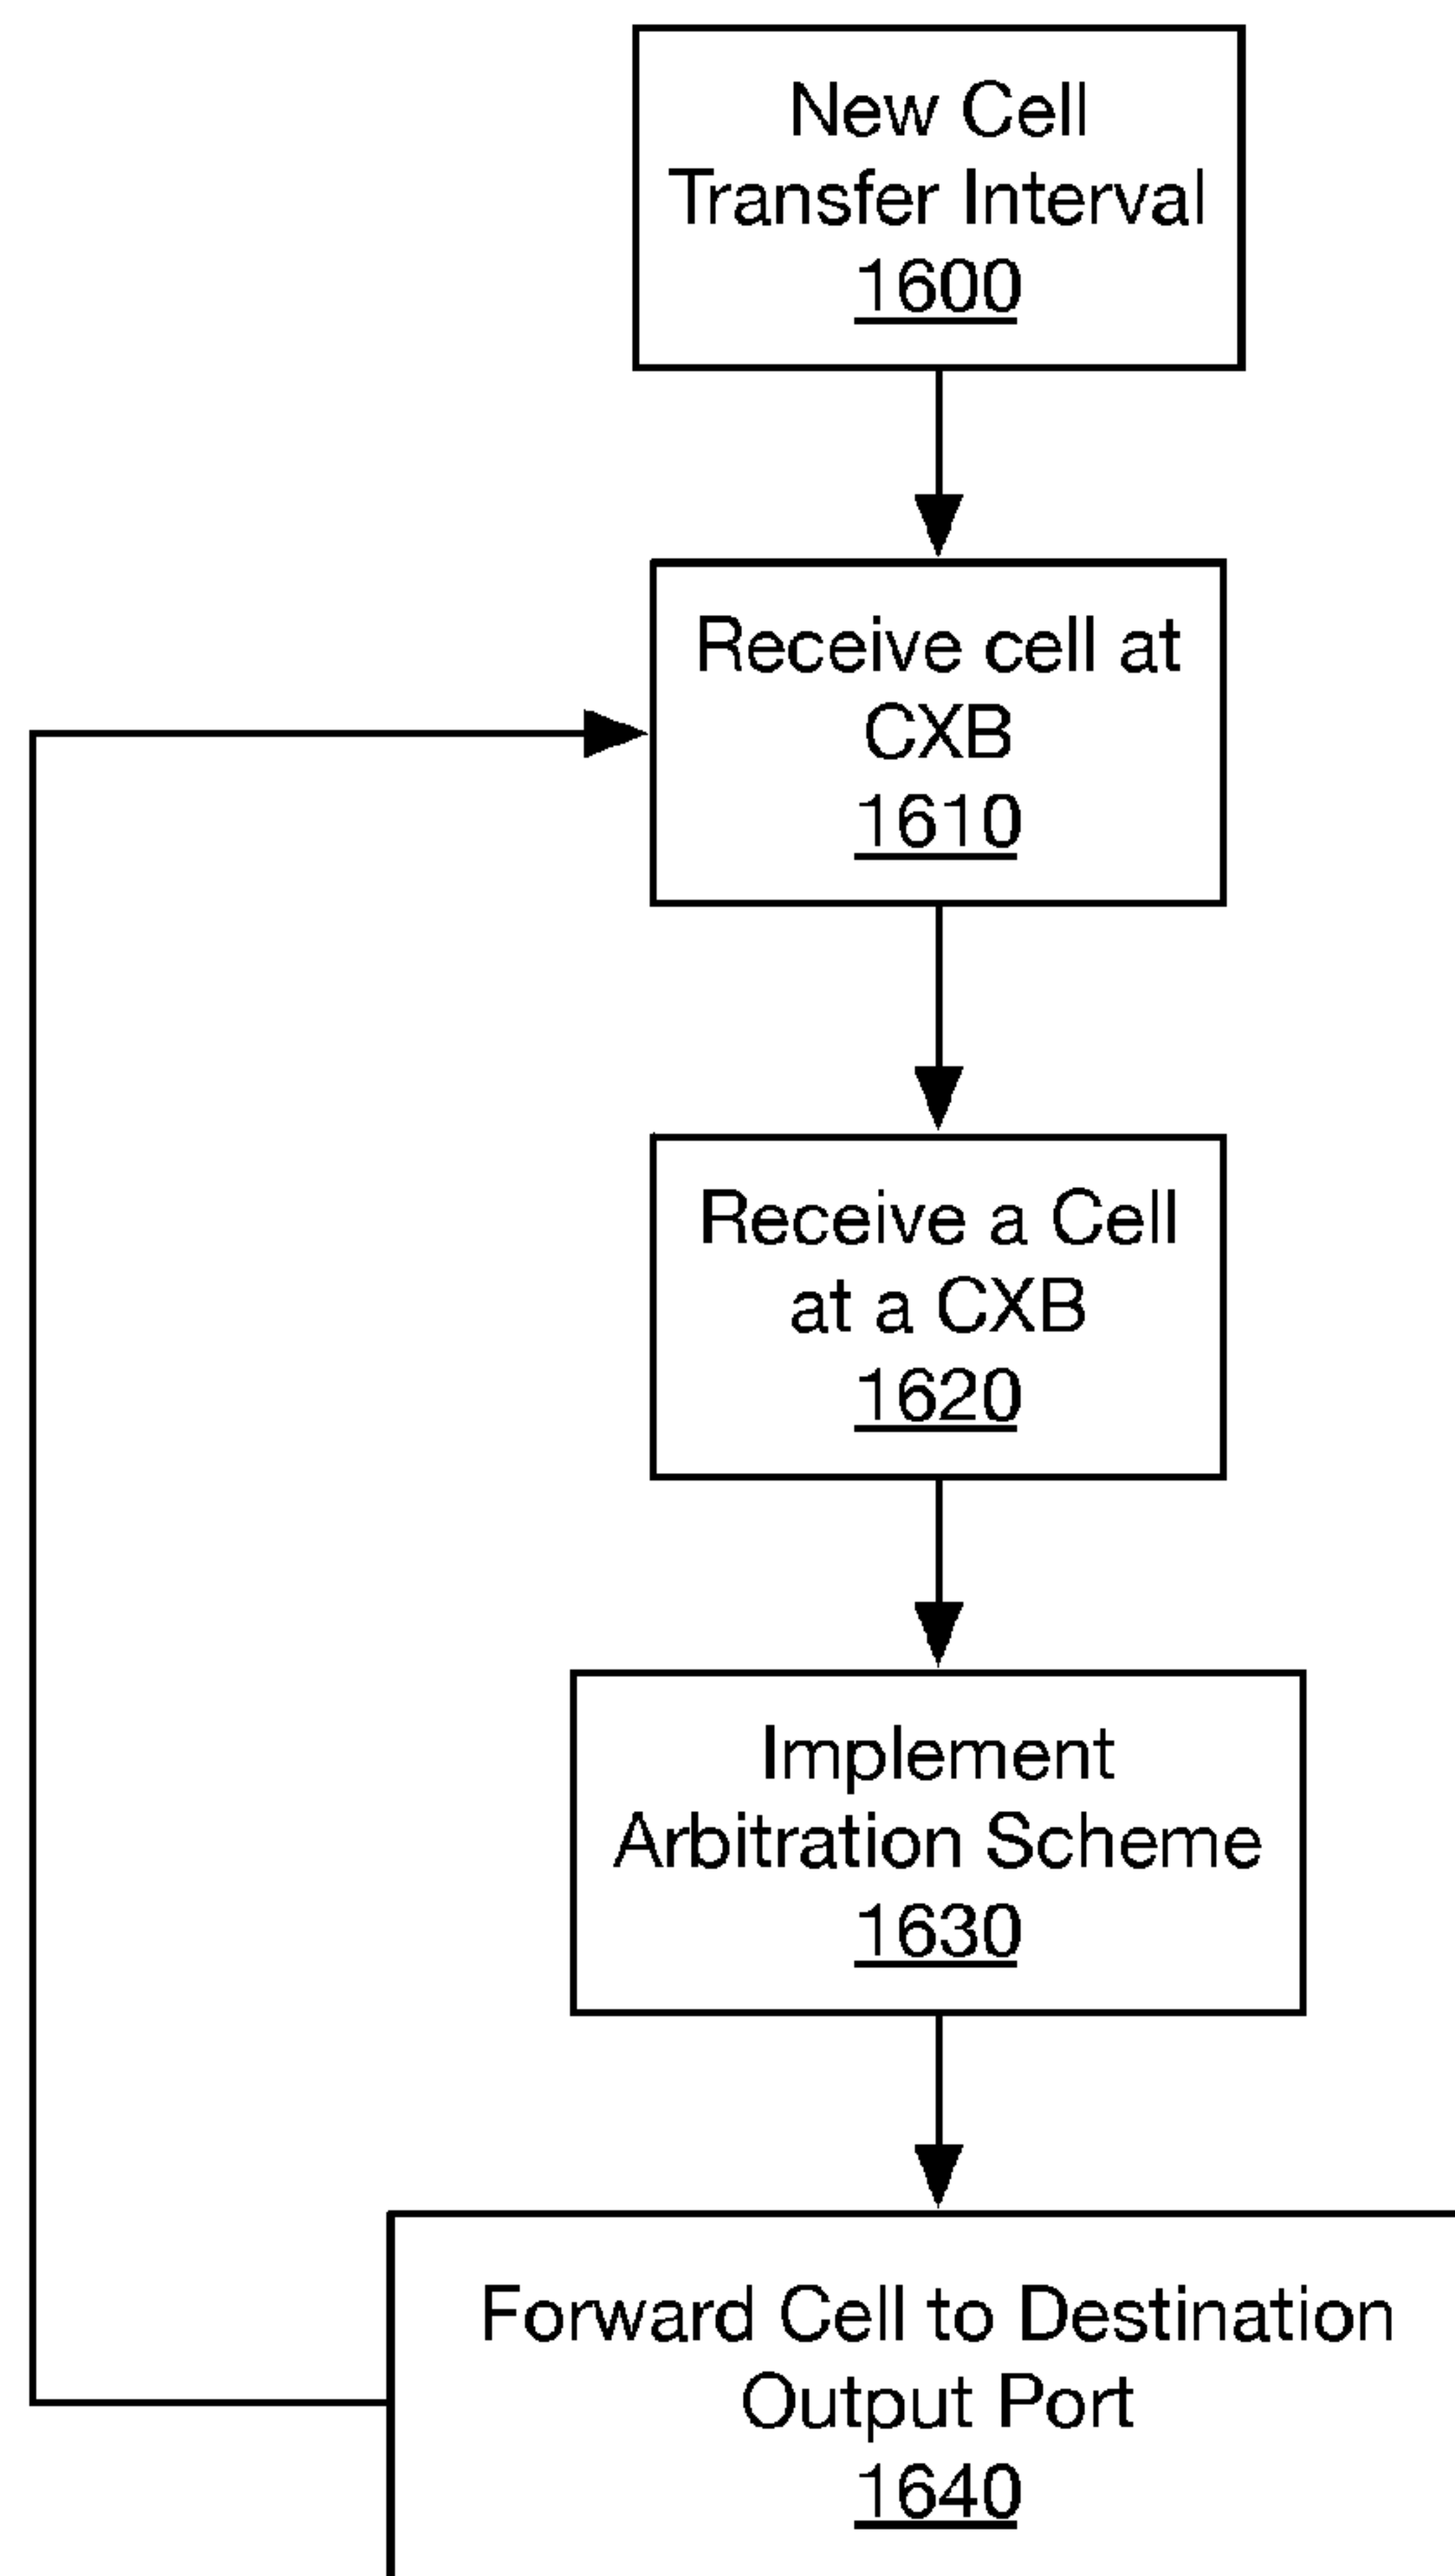 New Cell
Transfer Interval
1600
Receive cell at
CXB
1610
Receive a Cell
at a CXB
1620
Implement
Arbitration Scheme
1630
Forward Cell to Destination
Output Port
1640